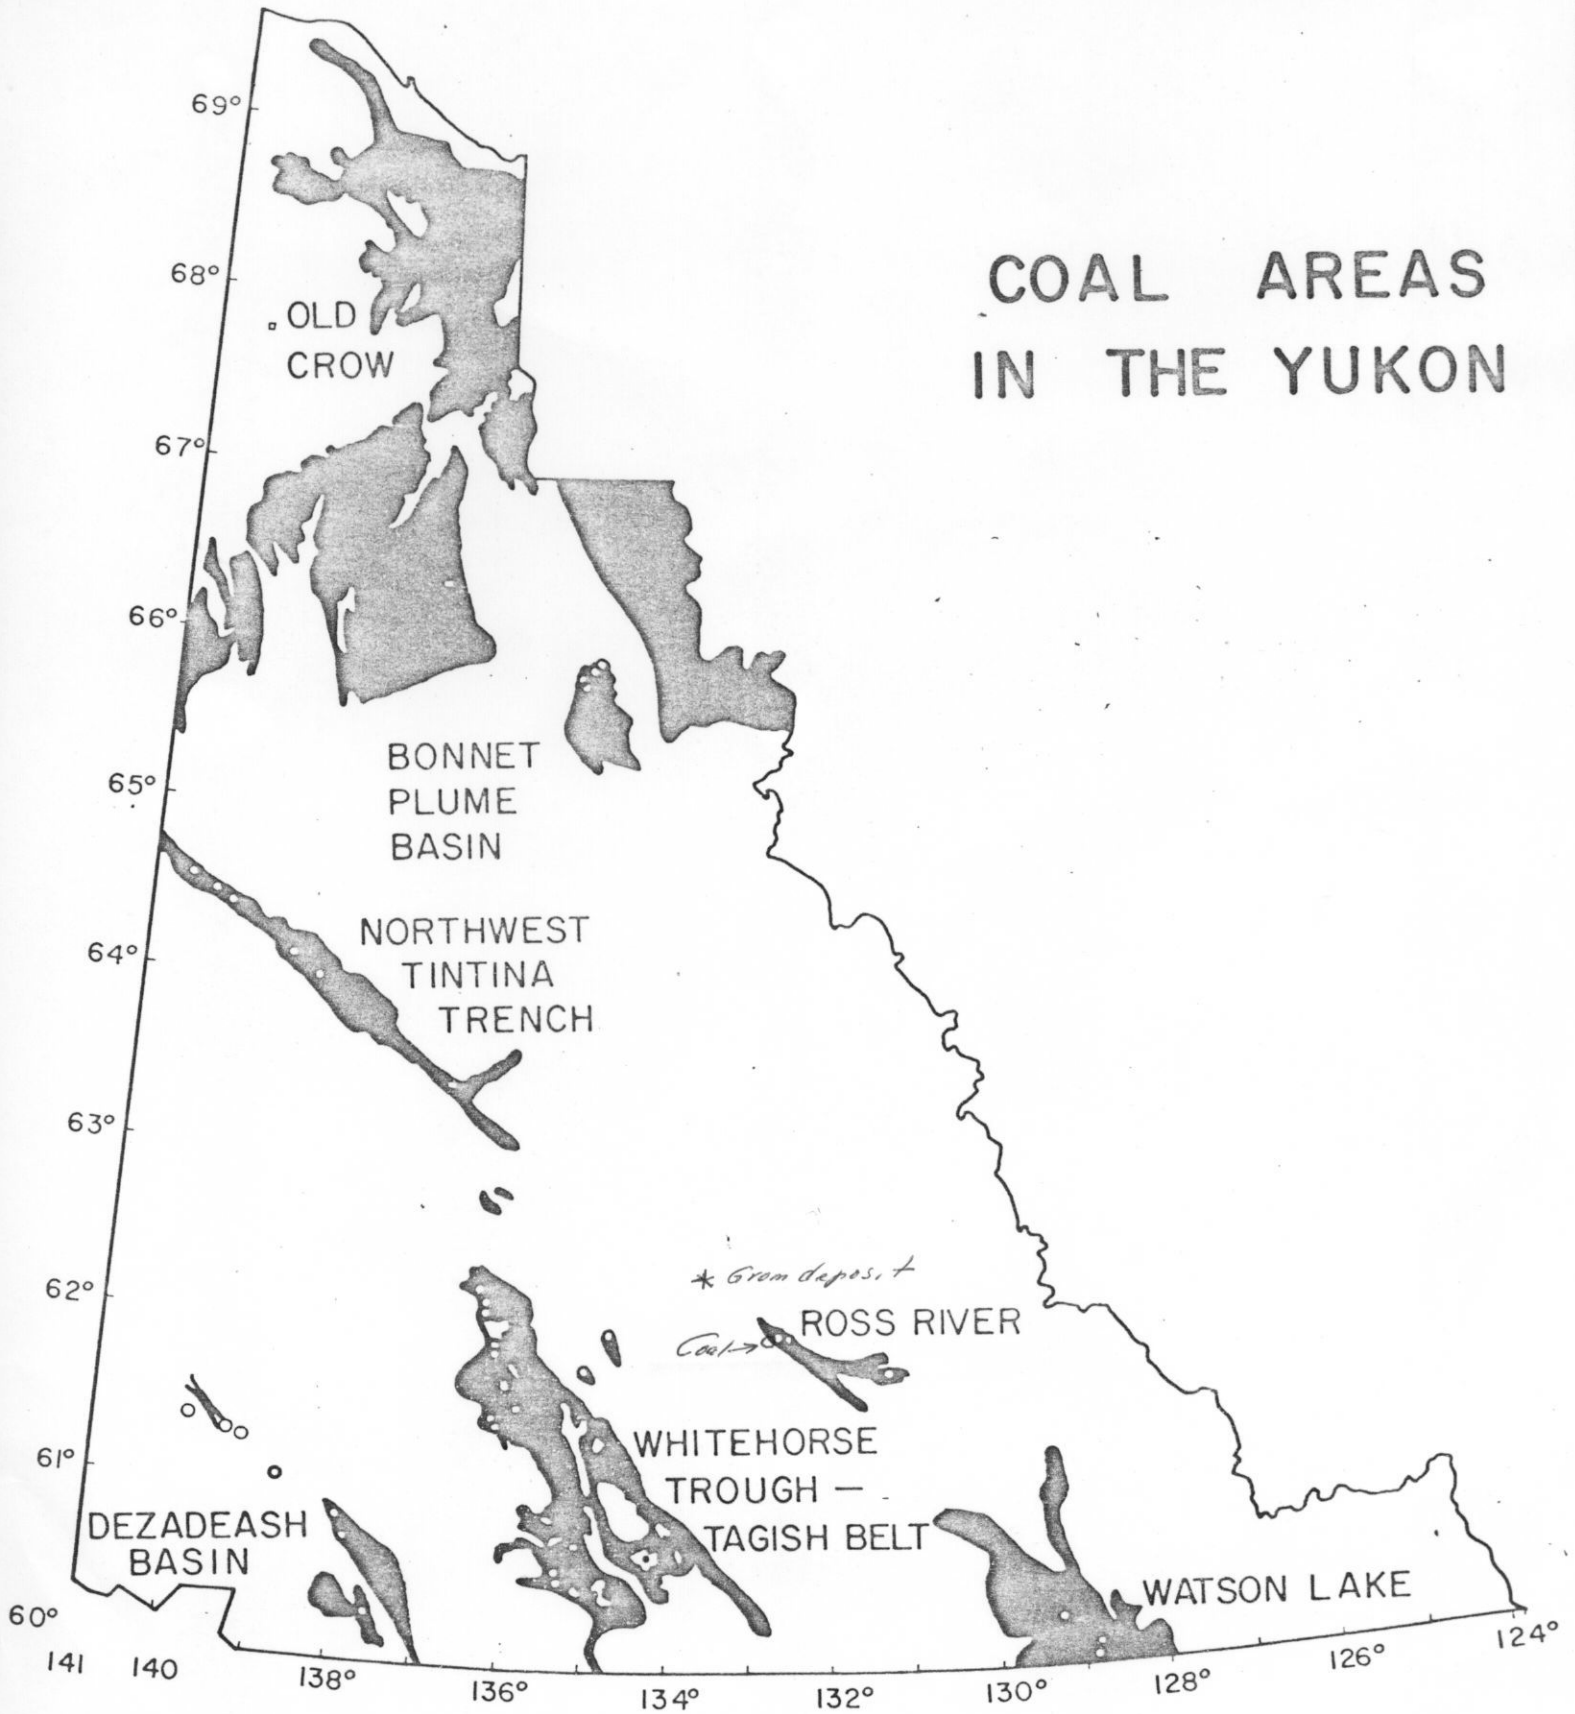 COAL AREAS
IN THE YUKON
69°
68°
OLD
CROW
67°
66°
65°
BONNET
PLUME
BASIN
64°
NORTHWEST
TINTINA
TRENCH
63°
62°
* Grom deposit
ROSS RIVER
Coal→
61°
WHITEHORSE
TROUGH —
TAGISH BELT
DEZADEASH
BASIN
WATSON LAKE
60°
141 140 138° 136° 134° 132° 130° 128° 126° 124°